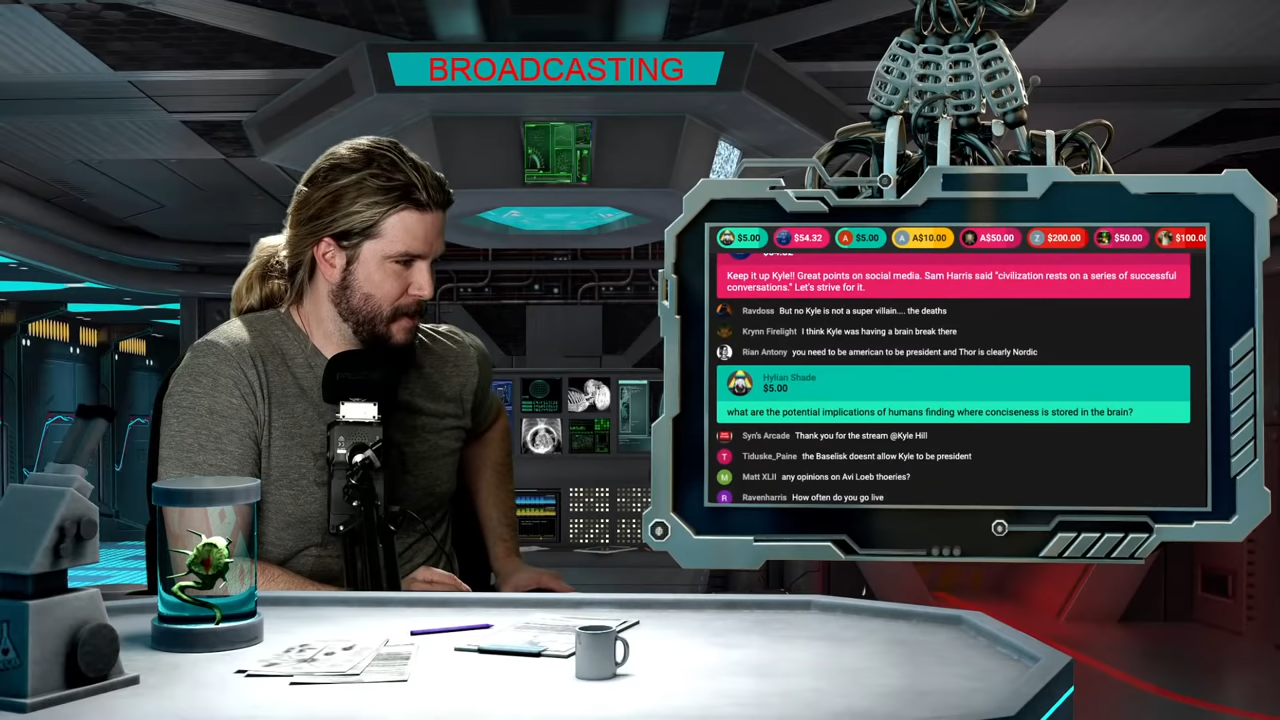 BROADCASTING
$5.00
$54.32
A $5.00
A A$10.00
A$50.00
Z $200.00
$50.00
$100.00
$54.32
Keep it up Kyle!! Great points on social media. Sam Harris said "civilization rests on a series of successful
conversations." Let's strive for it.
Ravdoss But no Kyle is not a super villain.... the deaths
Krynn Firelight I think Kyle was having a brain break there
Rian Antony you need to be american to be president and Thor is clearly Nordic
Hylian Shade
$5.00
what are the potential implications of humans finding where conciseness is stored in the brain?
Syn's Arcade Thank you for the stream @Kyle Hill
T Tiduske_Paine the Baselisk doesnt allow Kyle to be president
M Matt XLII any opinions on Avi Loeb thoeries?
R Ravenharris How often do you go live